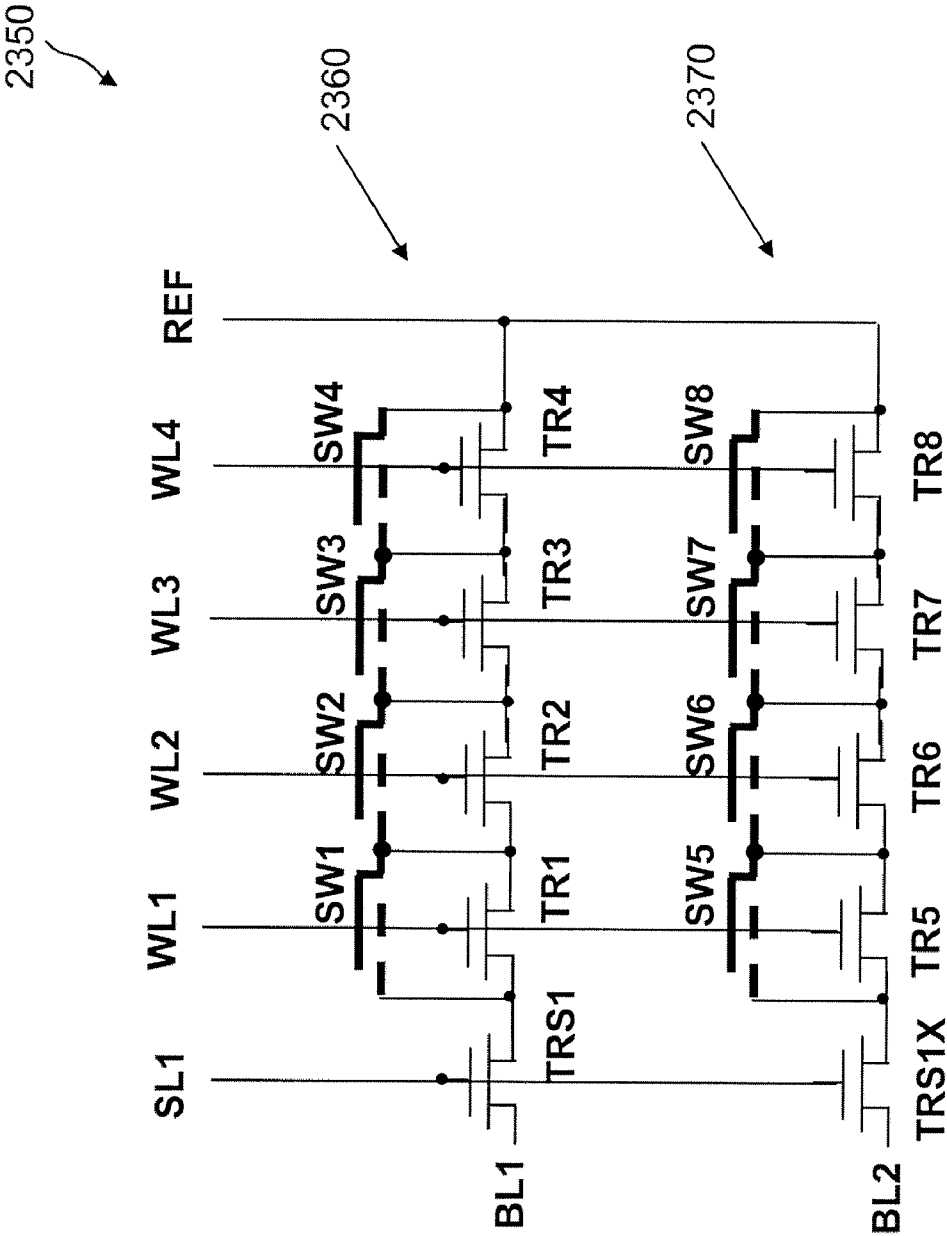 2350
SL1 WL1 WL2 WL3 WL4 REF
2360
SW1 SW2 SW3 SW4
BL1
TRS1 TR1 TR2 TR3 TR4
2370
SW5 SW6 SW7 SW8
BL2
TRS1X TR5 TR6 TR7 TR8